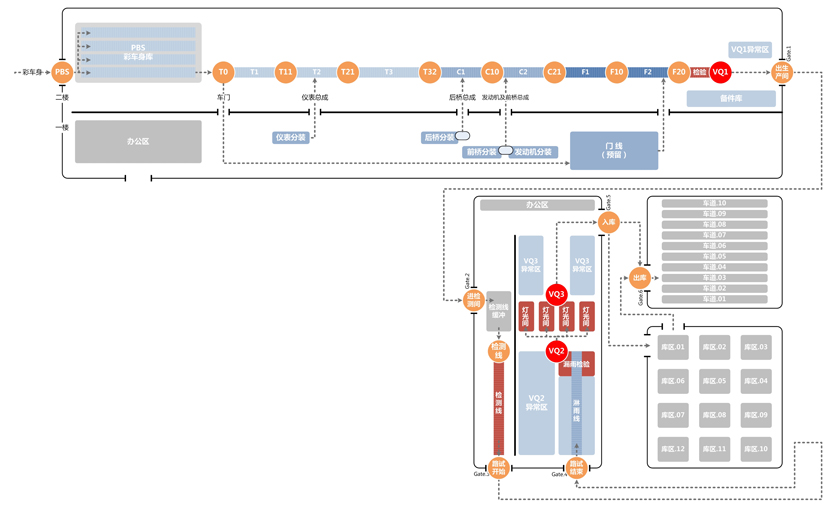 彩车身
PBS
PBS
彩车身库
T0
T1
T11
T2
T21
T3
T32
C1
C10
C2
C21
F1
F10
F2
F20
检验
VQ1
VQ1异常区
出生
产间
Gate.1
备件库
二楼
一楼
车门
仪表总成
后桥总成
发动机及前桥总成
办公区
仪表分装
后桥分装
前桥分装
发动机分装
门 线
（预留）
办公区
Gate.5
入库
VQ3
异常区
VQ3
异常区
VQ3
Gate.2
进检
测间
检测线
缓冲
灯光间
灯光间
灯光间
灯光间
检测
线
VQ2
淋雨检验
检测线
VQ2
异常区
淋雨线
路试
开始
Gate.3
路试
结束
Gate.4
出库
Gate.6
车道.10
车道.09
车道.08
车道.07
车道.06
车道.05
车道.04
车道.03
车道.02
车道.01
库区.01
库区.02
库区.03
库区.06
库区.05
库区.04
库区.07
库区.08
库区.09
库区.12
库区.11
库区.10